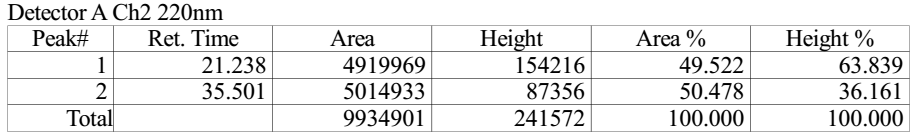 Detector A Ch2 220nm
Peak# Ret. Time Area Height Area % Height %
1 21.238 4919969 154216 49.522 63.839
2 35.501 5014933 87356 50.478 36.161
Total 9934901 241572 100.000 100.000